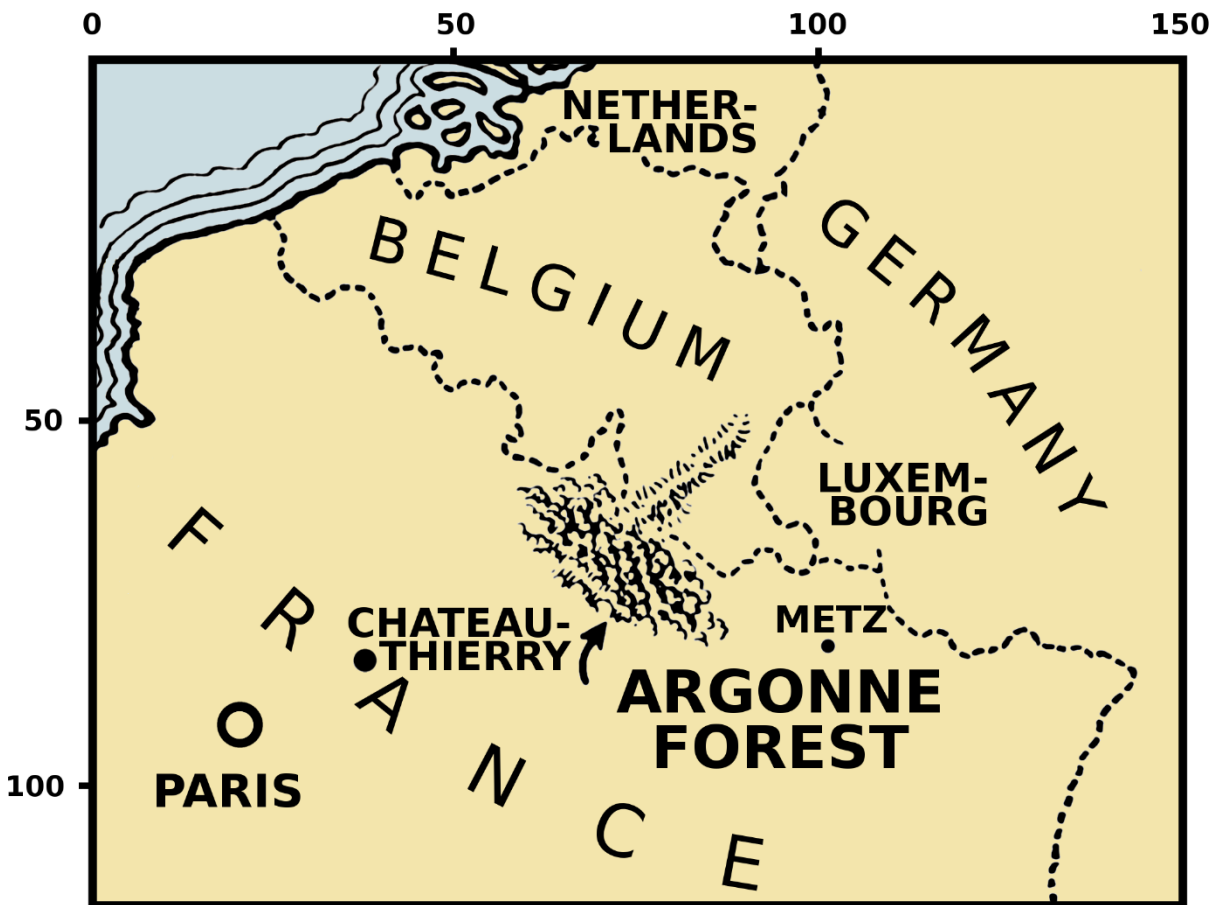 0 50 100 150
NETHER-
LANDS
BELGIUM
GERMANY
50
LUXEM-
BOURG
FRANCE
CHATEAU-
THIERRY
METZ
ARGONNE
FOREST
PARIS
100